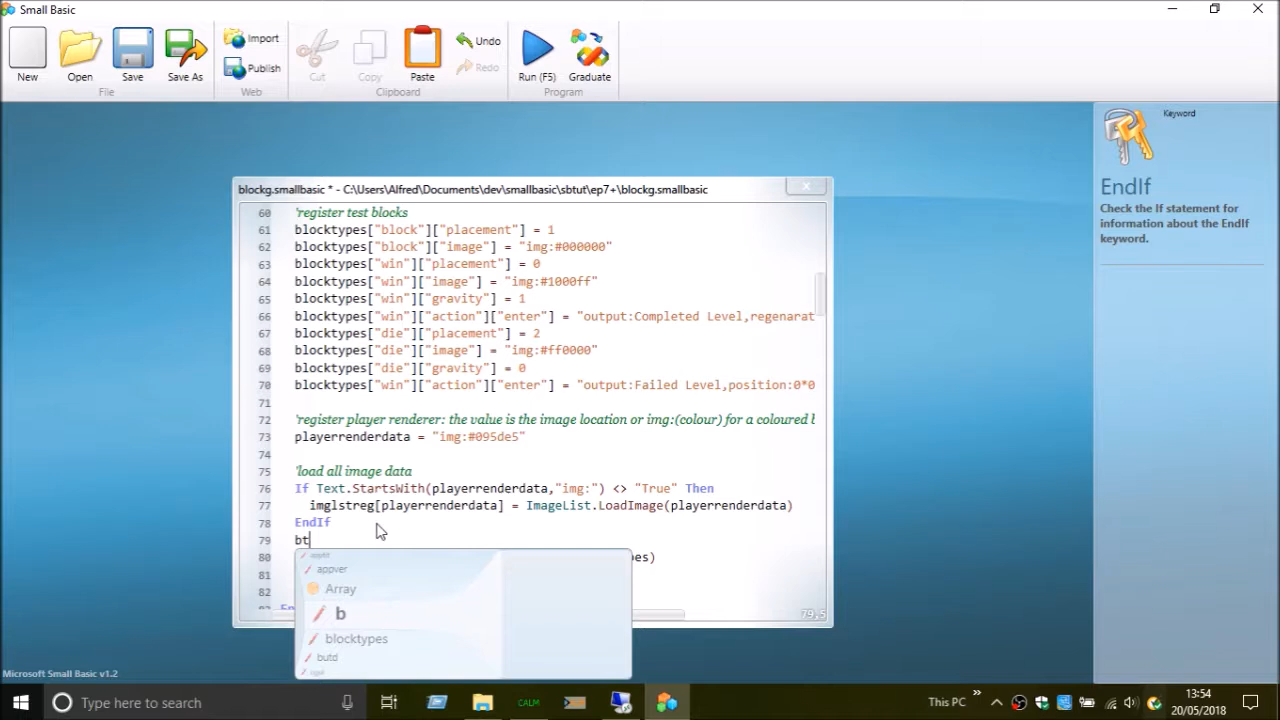 Small Basic
New
Open
Save
Save As
Import
Publish
Cut
Copy
Paste
Undo
Redo
Run (F5)
Graduate
File
Web
Clipboard
Program
Keyword
EndIf
Check the If statement for
information about the EndIf
keyword.
blockg.smallbasic * - C:\Users\Alfred\Documents\dev\smallbasic\sbtut\ep7+\blockg.smallbasic
60 'register test blocks
61 blocktypes["block"]["placement"] = 1
62 blocktypes["block"]["image"] = "img:#000000"
63 blocktypes["win"]["placement"] = 0
64 blocktypes["win"]["image"] = "img:#1000ff"
65 blocktypes["win"]["gravity"] = 1
66 blocktypes["win"]["action"]["enter"] = "output:Completed Level,regenarat
67 blocktypes["die"]["placement"] = 2
68 blocktypes["die"]["image"] = "img:#ff0000"
69 blocktypes["die"]["gravity"] = 0
70 blocktypes["win"]["action"]["enter"] = "output:Failed Level,position:0*0
71
72 'register player renderer: the value is the image location or img:(colour) for a coloured b
73 playerrenderdata = "img:#095de5"
74
75 'load all image data
76 If Text.StartsWith(playerrenderdata,"img:") <> "True" Then
77 imglstreg[playerrenderdata] = ImageList.LoadImage(playerrenderdata)
78 EndIf
79 bt
80 es)
81
82
79,5
appver
Array
b
blocktypes
butd
Microsoft Small Basic v1.2
Type here to search
CALM
This PC
13:54
20/05/2018